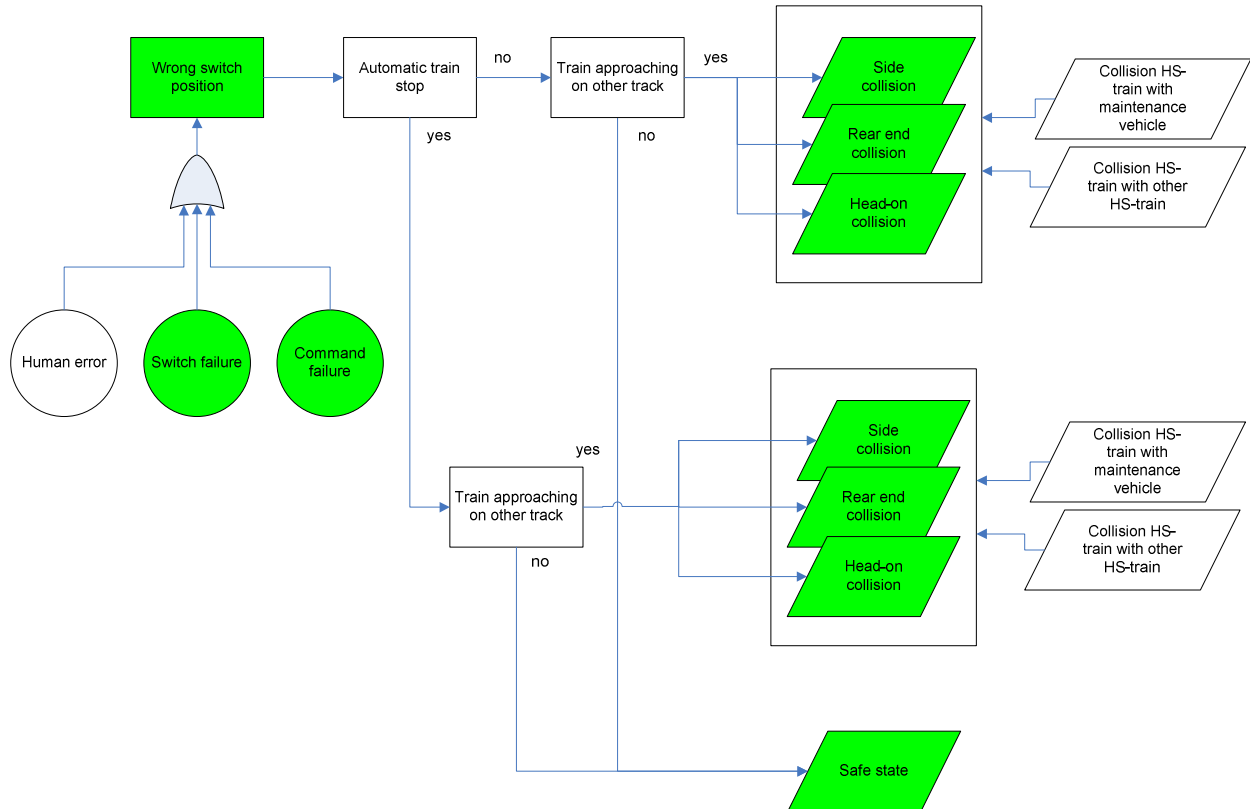 Wrong switch
position
Automatic train
stop
no
Train approaching
on other track
yes
Side
collision
Rear end
collision
Head-on
collision
Collision HS-
train with
maintenance
vehicle
Collision HS-
train with other
HS-train
yes
no
Human error
Switch failure
Command
failure
Train approaching
on other track
yes
no
Side
collision
Rear end
collision
Head-on
collision
Collision HS-
train with
maintenance
vehicle
Collision HS-
train with other
HS-train
Safe state